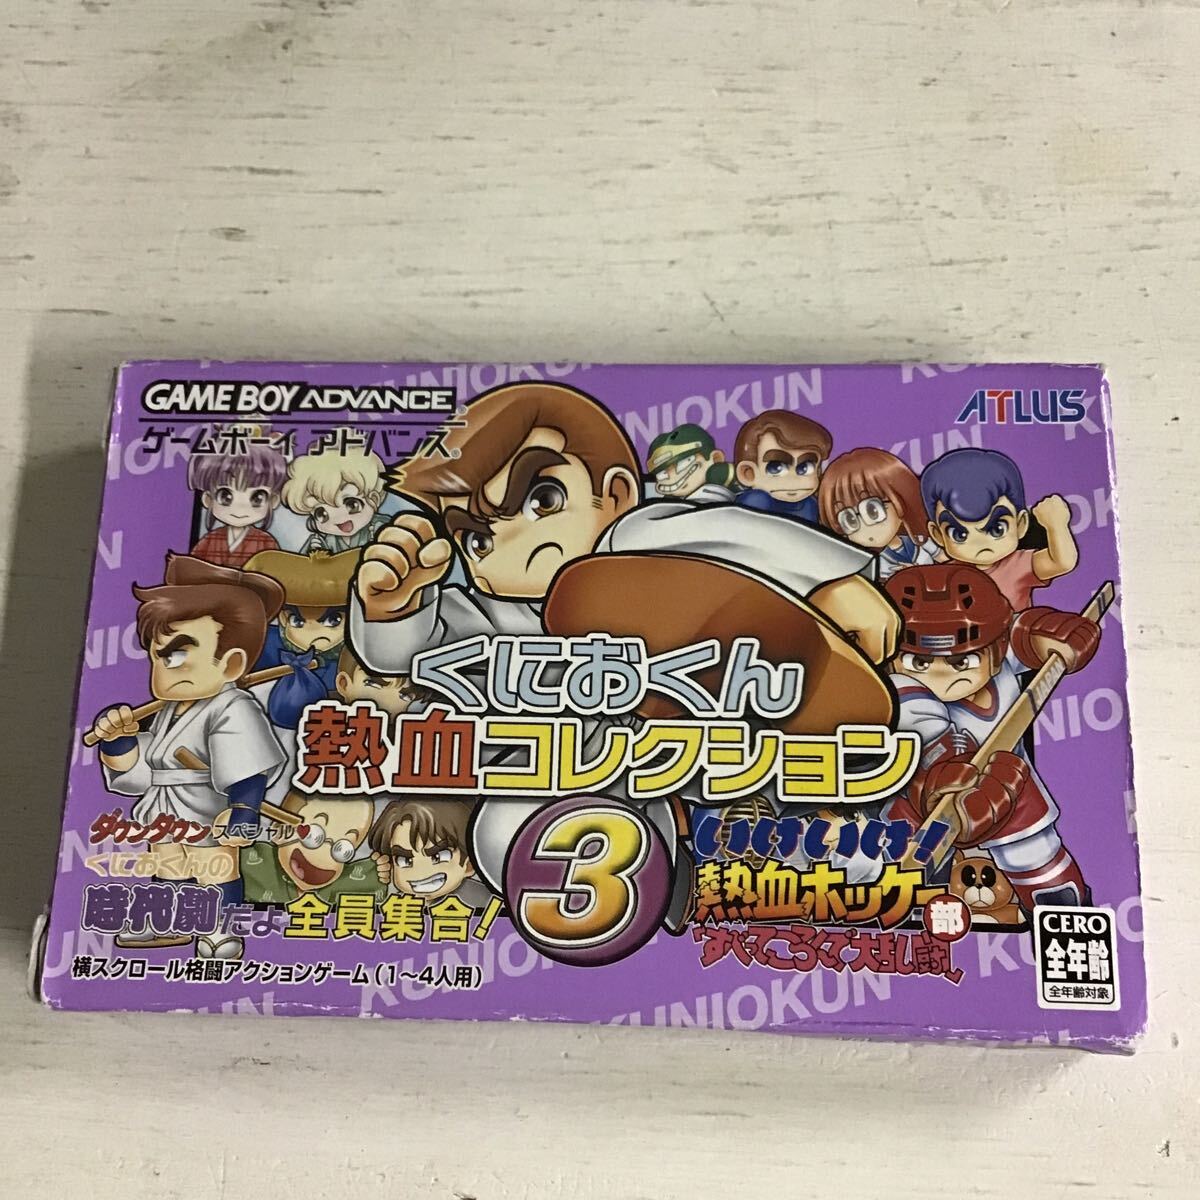 KUNIOKUN
GAME BOY ADVANCE
ゲームボーイ アドバンス
ATLUS
くにおくん
熱血コレクション
3
ダウンタウンスペシャル♥
くにおくんの
時代劇だよ全員集合!
横スクロール格闘アクションゲーム(1〜4人用)
いけいけ!
熱血ホッケー部
「すべってころんで大乱闘」
JAPAN
CERO
全年齢
全年齢対象
KUNIOKUN